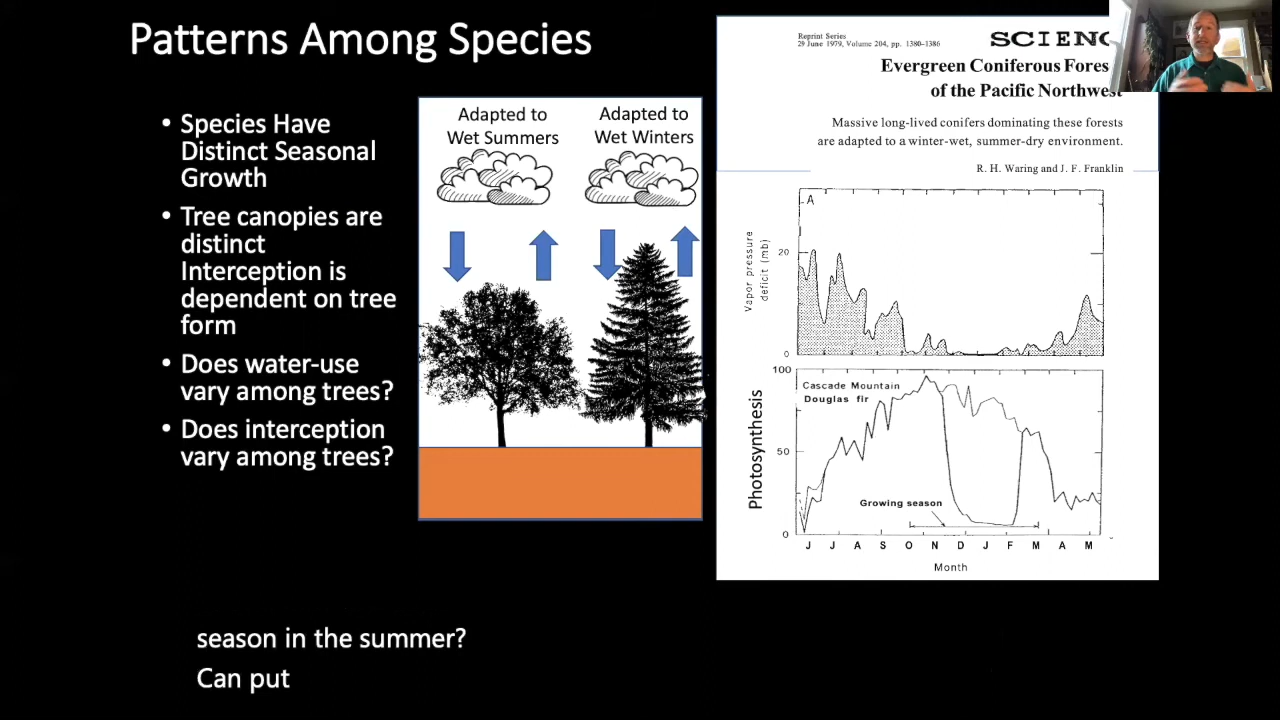 Patterns Among Species
• Species Have
Distinct Seasonal
Growth
• Tree canopies are
distinct
Interception is
dependent on tree
form
• Does water-use
vary among trees?
• Does interception
vary among trees?
Adapted to
Wet Summers
Adapted to
Wet Winters
Reprint Series
29 June 1979, Volume 204, pp. 1380–1386
SCIENC
Evergreen Coniferous Fores
of the Pacific Northwest
Massive long-lived conifers dominating these forests
are adapted to a winter-wet, summer-dry environment.
R. H. Waring and J. F. Franklin
A
Vapor pressure
deficit (mb)
20
0
100
Cascade Mountain
Douglas fir
Photosynthesis
50
Growing season
0
J J A S O N D J F M A M
Month
season in the summer?
Can put